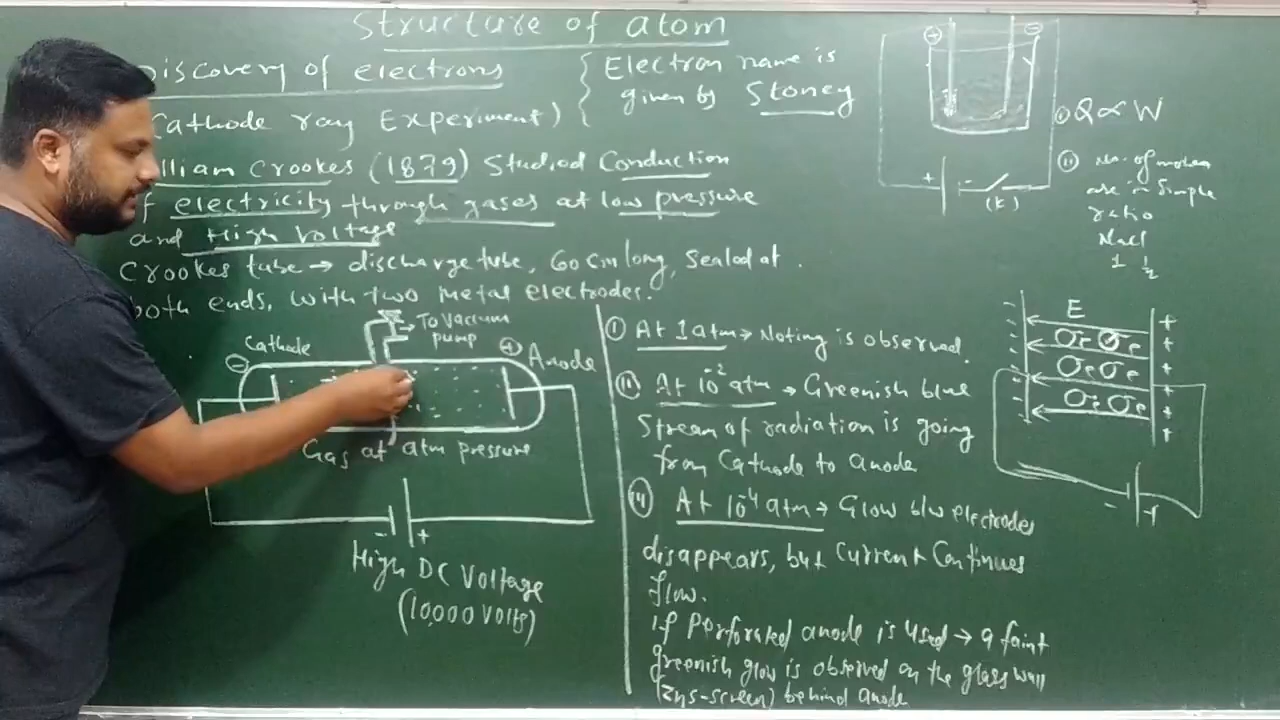 Structure of atom
Discovery of electrons
(Cathode ray Experiment)
Electron name is
given by Stoney
lliam Crookes (1879) Studied Conduction
f electricity through gases at low pressure
and High Voltage
Crookes tube → discharge tube, 60 cm long, Sealed at.
both ends, with two metal electrodes.
To Vacuum
pump
Cathode
⊖
⊕ Anode
Gas at atm pressure
- +
High DC Voltage
(10,000 Volts)
Ⓘ At 1 atm → Noting is observed.
Ⓘⓘ At 10⁻² atm → Greenish blue
Stream of radiation is going
from Cathode to anode
ⓘⓘⓘ At 10⁻⁴ atm → Glow b/w electrodes
disappears, but Current Continues
flow.
if Perforated anode is Used → a faint
greenish glow is observed on the glass wall
(Zns-screen) behind anode
⊕ ⊖
+ -
(K)
ⓘ Q ∝ W
ⓘⓘ No. of moles
are in Simple
ratio
Nacl
1 ½
E
- +